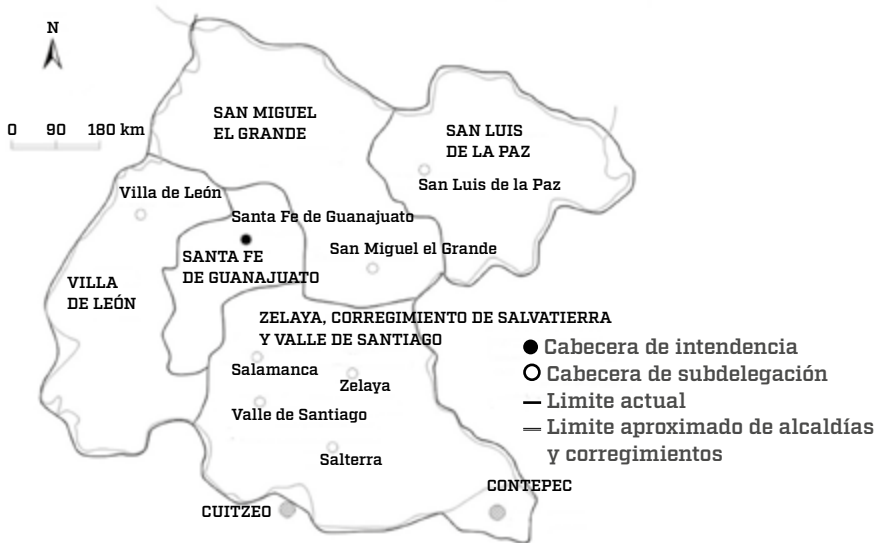 N
0 90 180 km
SAN MIGUEL
EL GRANDE
SAN LUIS
DE LA PAZ
San Luis de la Paz
Villa de León
Santa Fe de Guanajuato
San Miguel el Grande
SANTA FE
DE GUANAJUATO
VILLA
DE LEÓN
ZELAYA, CORREGIMIENTO DE SALVATIERRA
Y VALLE DE SANTIAGO
Salamanca
Zelaya
Valle de Santiago
Salterra
CUITZEO
CONTEPEC
Cabecera de intendencia
Cabecera de subdelegación
Limite actual
Limite aproximado de alcaldías
y corregimientos